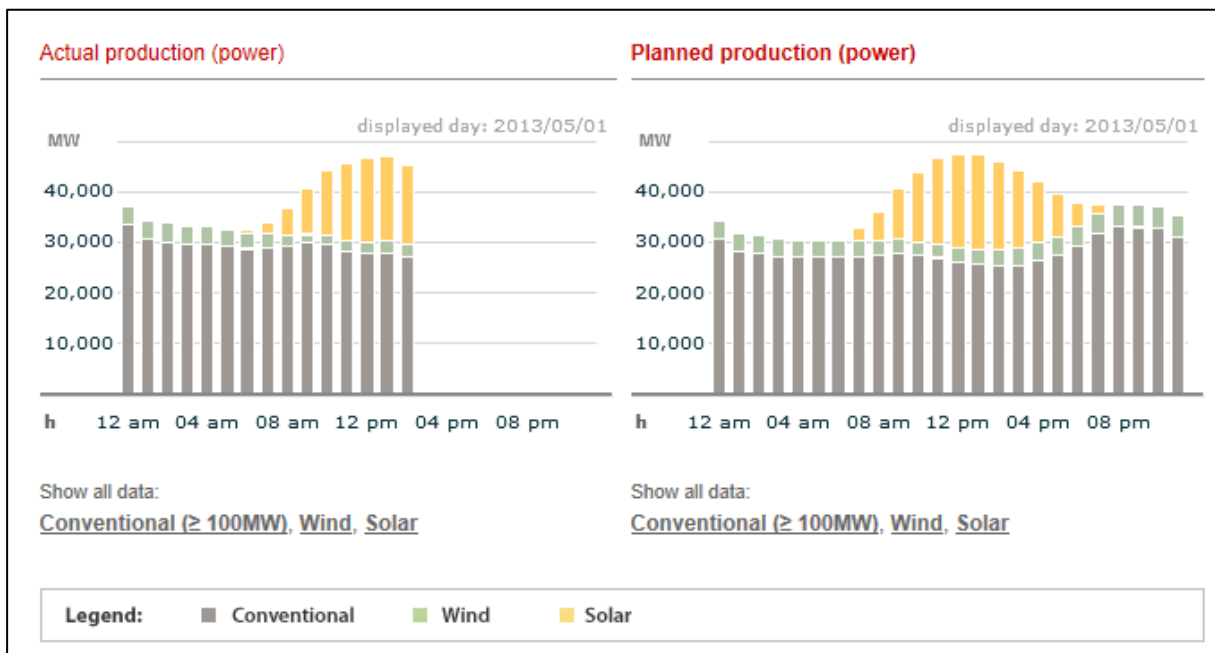 Actual production (power)
displayed day: 2013/05/01
MW
40,000
30,000
20,000
10,000
h 12 am 04 am 08 am 12 pm 04 pm 08 pm
Show all data:
Conventional (≥ 100MW), Wind, Solar
Planned production (power)
displayed day: 2013/05/01
MW
40,000
30,000
20,000
10,000
h 12 am 04 am 08 am 12 pm 04 pm 08 pm
Show all data:
Conventional (≥ 100MW), Wind, Solar
Legend: Conventional Wind Solar